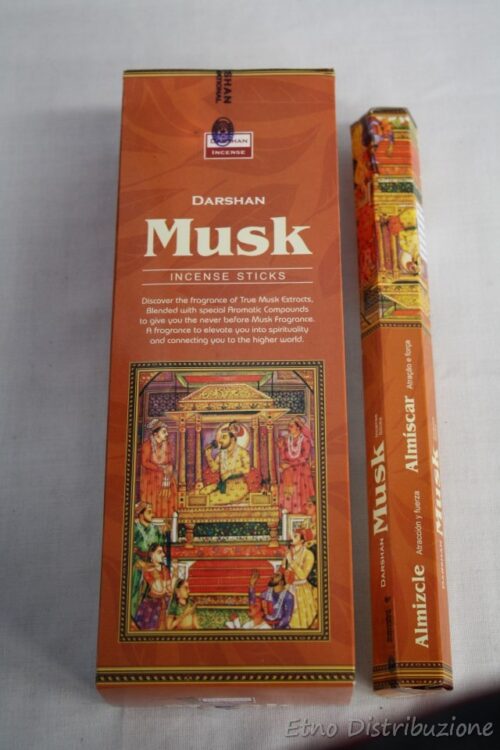 DARSHAN
INCENSE
DARSHAN
Musk
INCENSE STICKS
Discover the fragrance of True Musk Extracts,
Blended with special Aromatic Compounds
to give you the never before Musk Fragrance.
A fragrance to elevate you into spirituality
and connecting you to the higher world.
DARSHAN Musk
Almizcle Atracción y fuerza
Almíscar Atração e força
Musk
Etno Distribuzione